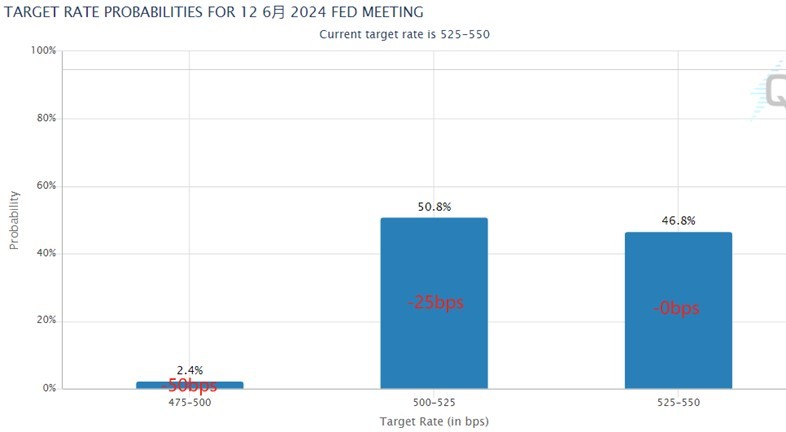 TARGET RATE PROBABILITIES FOR 12 6月 2024 FED MEETING
Current target rate is 525-550
100%
80%
60%
40%
20%
0%
Probability
2.4%
-50bps
50.8%
-25bps
46.8%
-0bps
475-500
500-525
525-550
Target Rate (in bps)
Q